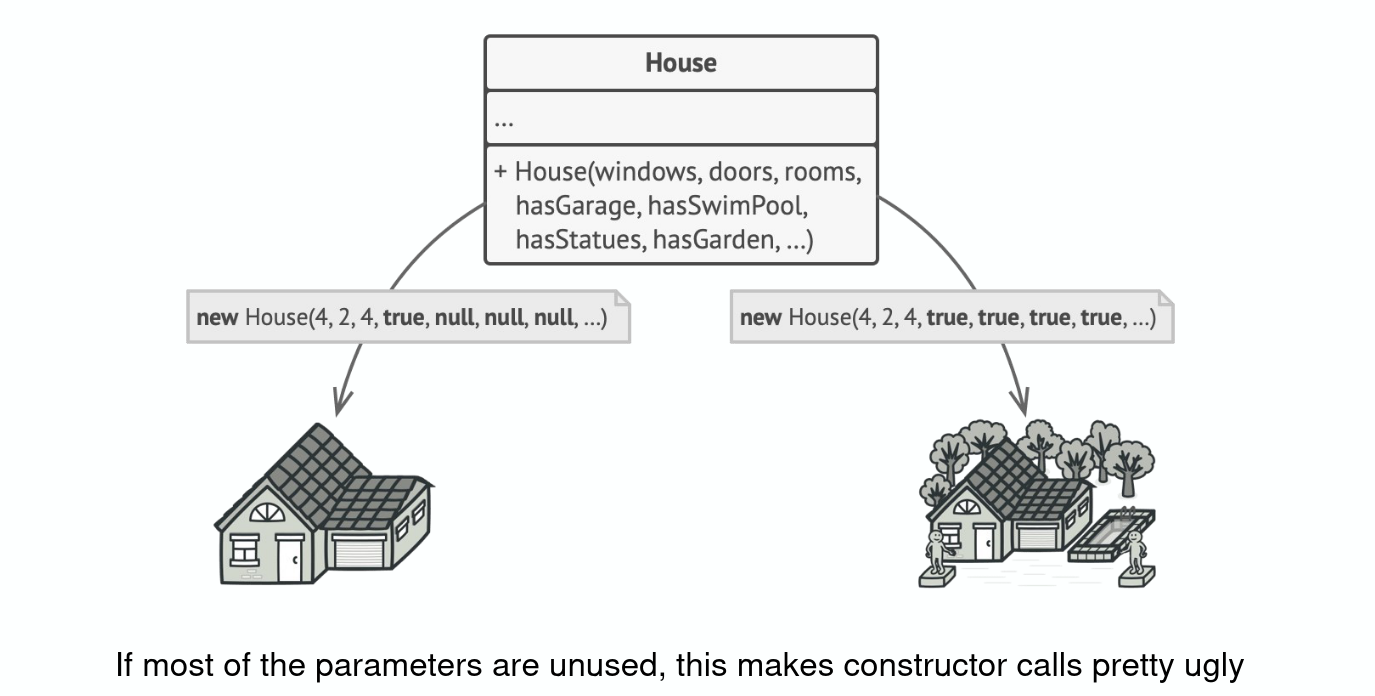 House
...
+ House(windows, doors, rooms,
hasGarage, hasSwimPool,
hasStatues, hasGarden, ...)
new House(4, 2, 4, true, null, null, null, ...)
new House(4, 2, 4, true, true, true, true, ...)
If most of the parameters are unused, this makes constructor calls pretty ugly